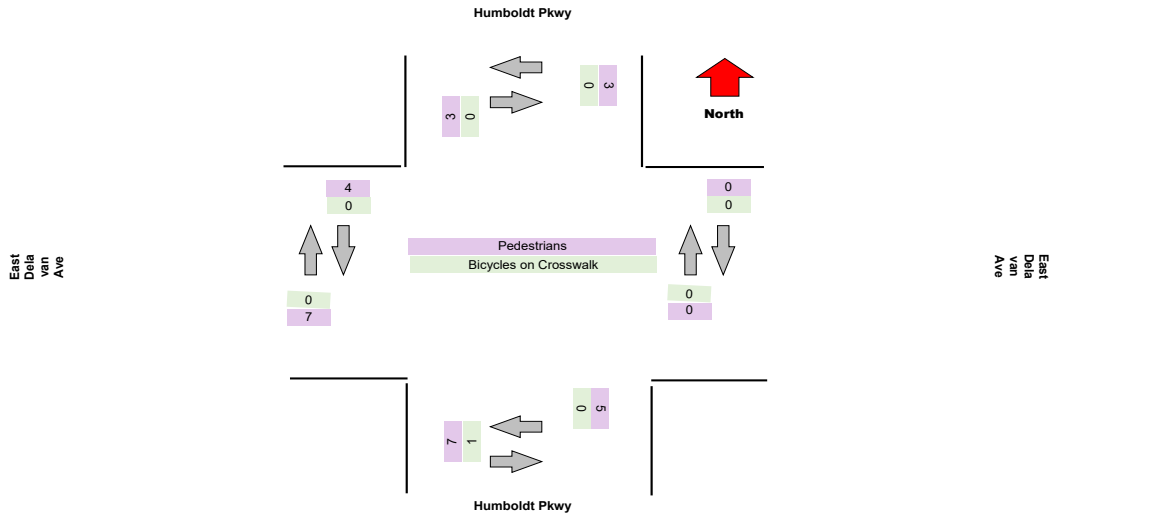 Humboldt Pkwy
0
3
3
0
North
4
0
0
0
East
Dela
van
Ave
Pedestrians
Bicycles on Crosswalk
East
Dela
van
Ave
0
7
0
0
0
5
7
1
Humboldt Pkwy